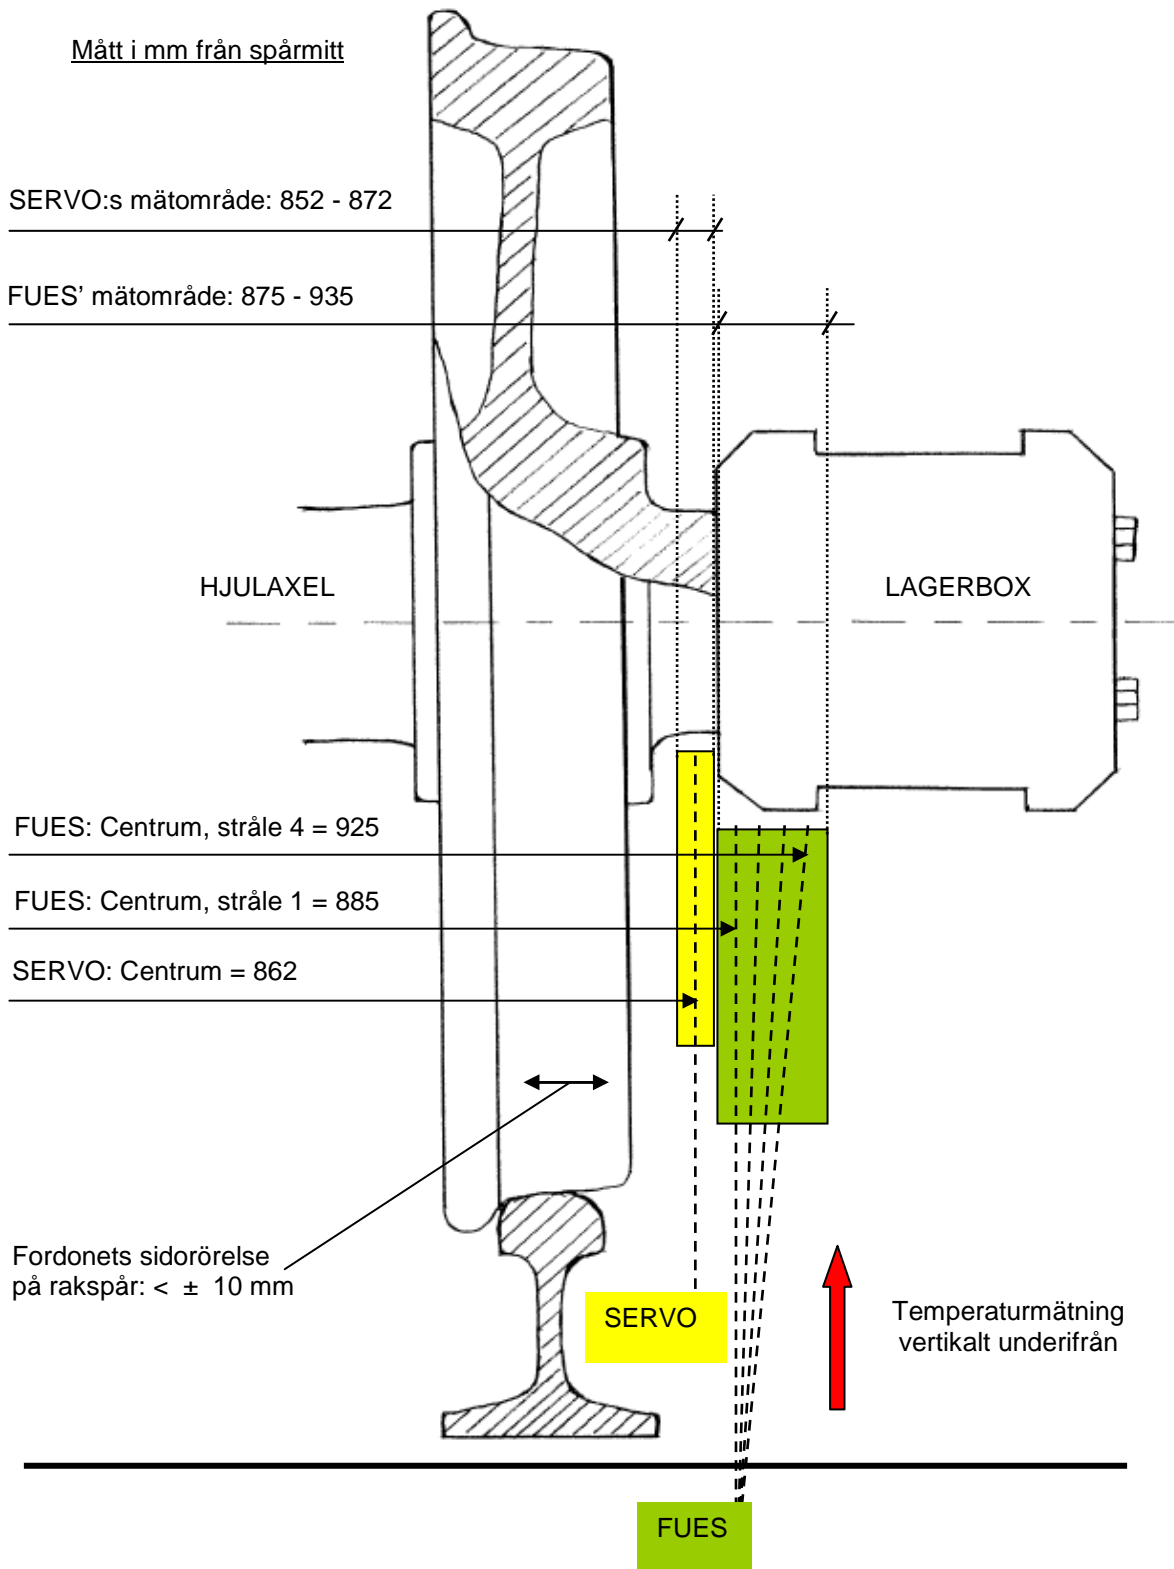 Mått i mm från spårmitt
SERVO:s mätområde: 852 - 872
FUES’ mätområde: 875 - 935
HJULAXEL
LAGERBOX
FUES: Centrum, stråle 4 = 925
FUES: Centrum, stråle 1 = 885
SERVO: Centrum = 862
Fordonets sidorörelse
på rakspår: < ± 10 mm
SERVO
Temperaturmätning
vertikalt underifrån
FUES